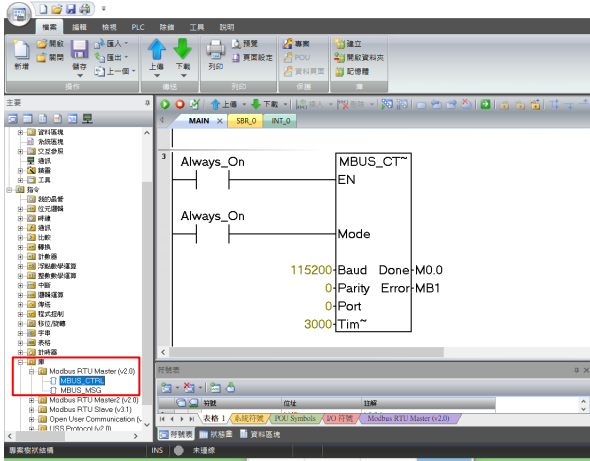 檔案 編輯 檢視 PLC 除錯 工具 說明
新增
開啟
關閉
儲存
匯入
匯出
上一個
操作
上傳 下載
傳送
列印
預覽
頁面設定
列印
專案
POU
資料頁面
保護
建立
開啟資料夾
記憶體
庫
主要
資料區塊
系統區塊
交叉參照
通訊
精靈
工具
指令
我的最愛
位元邏輯
時鐘
通訊
比較
轉換
計數器
浮點數學運算
整數數學運算
中斷
邏輯運算
傳送
程式控制
移位/旋轉
字串
表格
計時器
庫
Modbus RTU Master (v2.0)
MBUS_CTRL
MBUS_MSG
Modbus RTU Master2 (v2.0)
Modbus RTU Slave (v3.1)
Open User Communication (v
USS Protocol (v2.0)
專案樹狀結構
上傳 下載 插入 刪除
MAIN × SBR_0 INT_0
3
Always_On MBUS_CT~
EN
Always_On
Mode
115200 Baud Done M0.0
0 Parity Error MB1
0 Port
3000 Tim~
符號表
符號 位址 註解
表格 1 系統符號 POU Symbols I/O 符號 Modbus RTU Master (v2.0)
符號表 狀態圖 資料區塊
INS 未連線